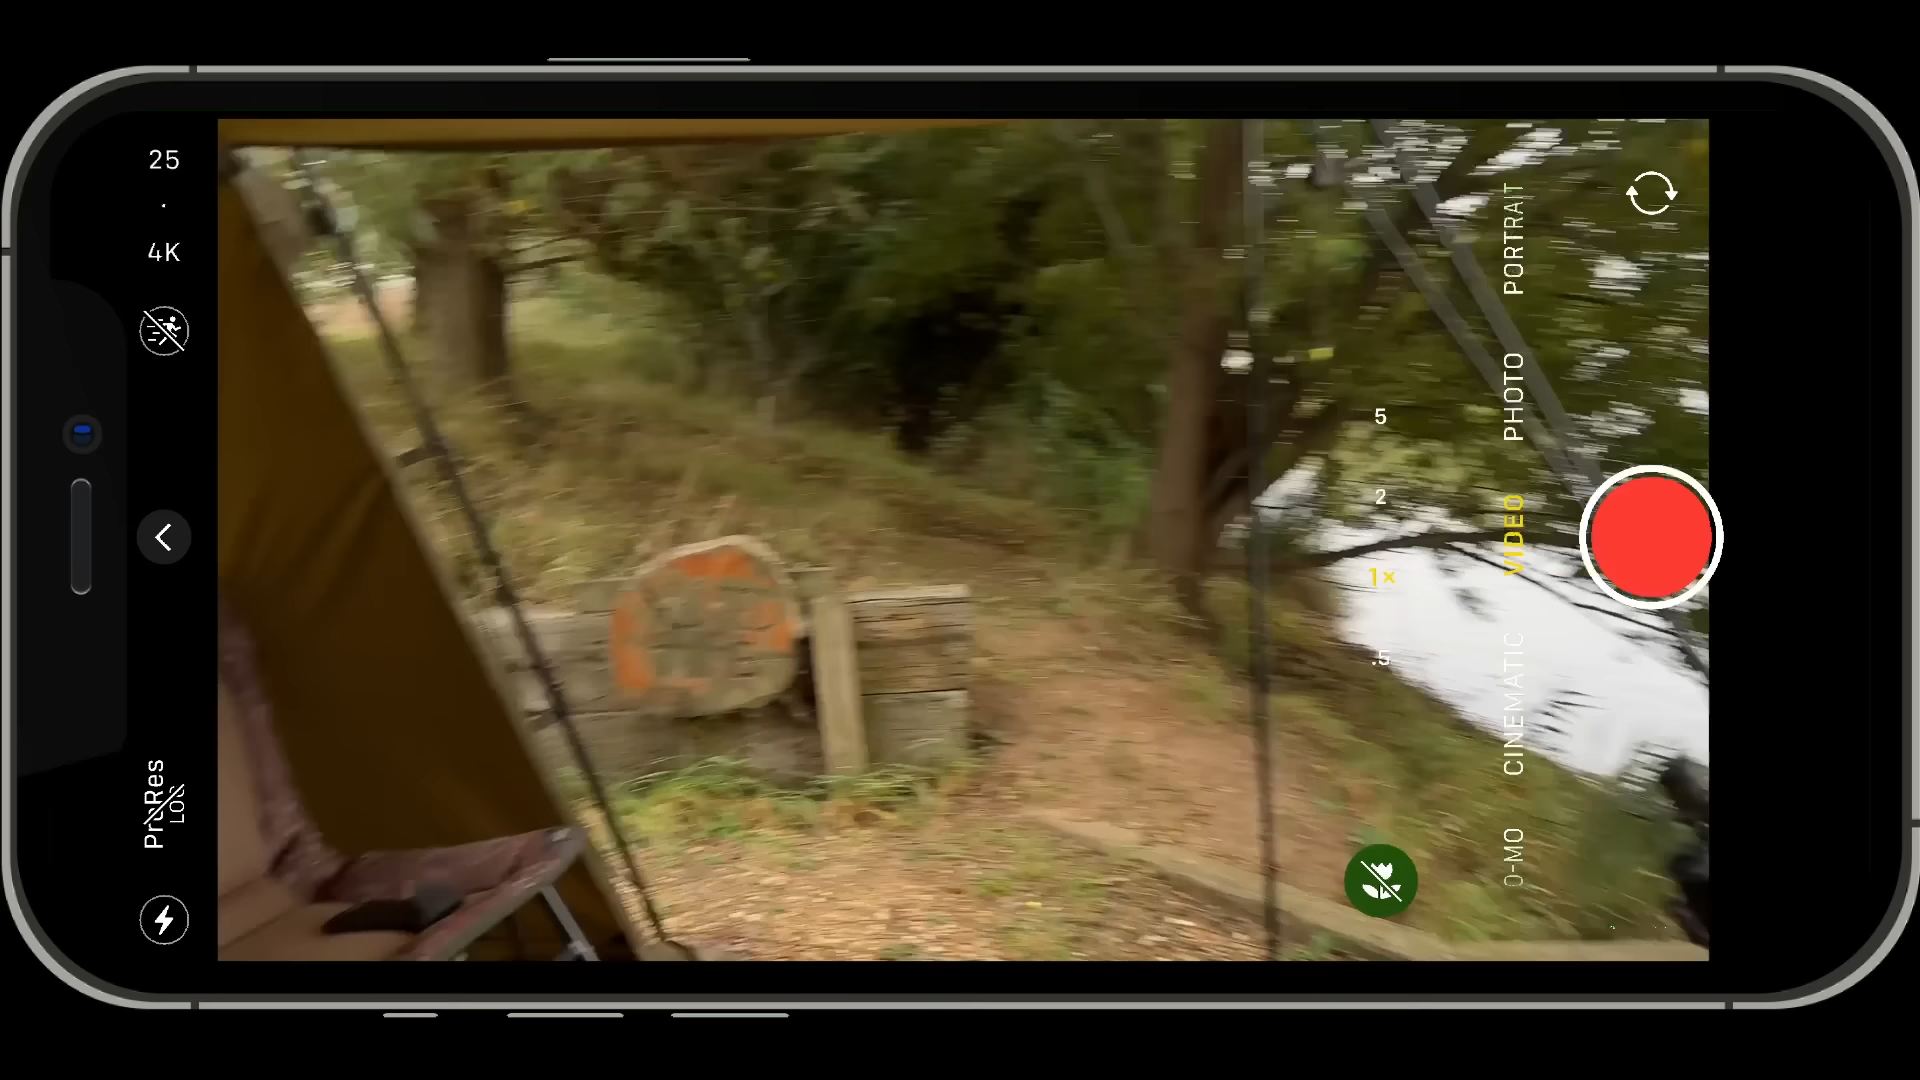 25
·
4K
ProRes
LOG
PORTRAIT
PHOTO
VIDEO
CINEMATIC
O-MO
5
2
1×
.5